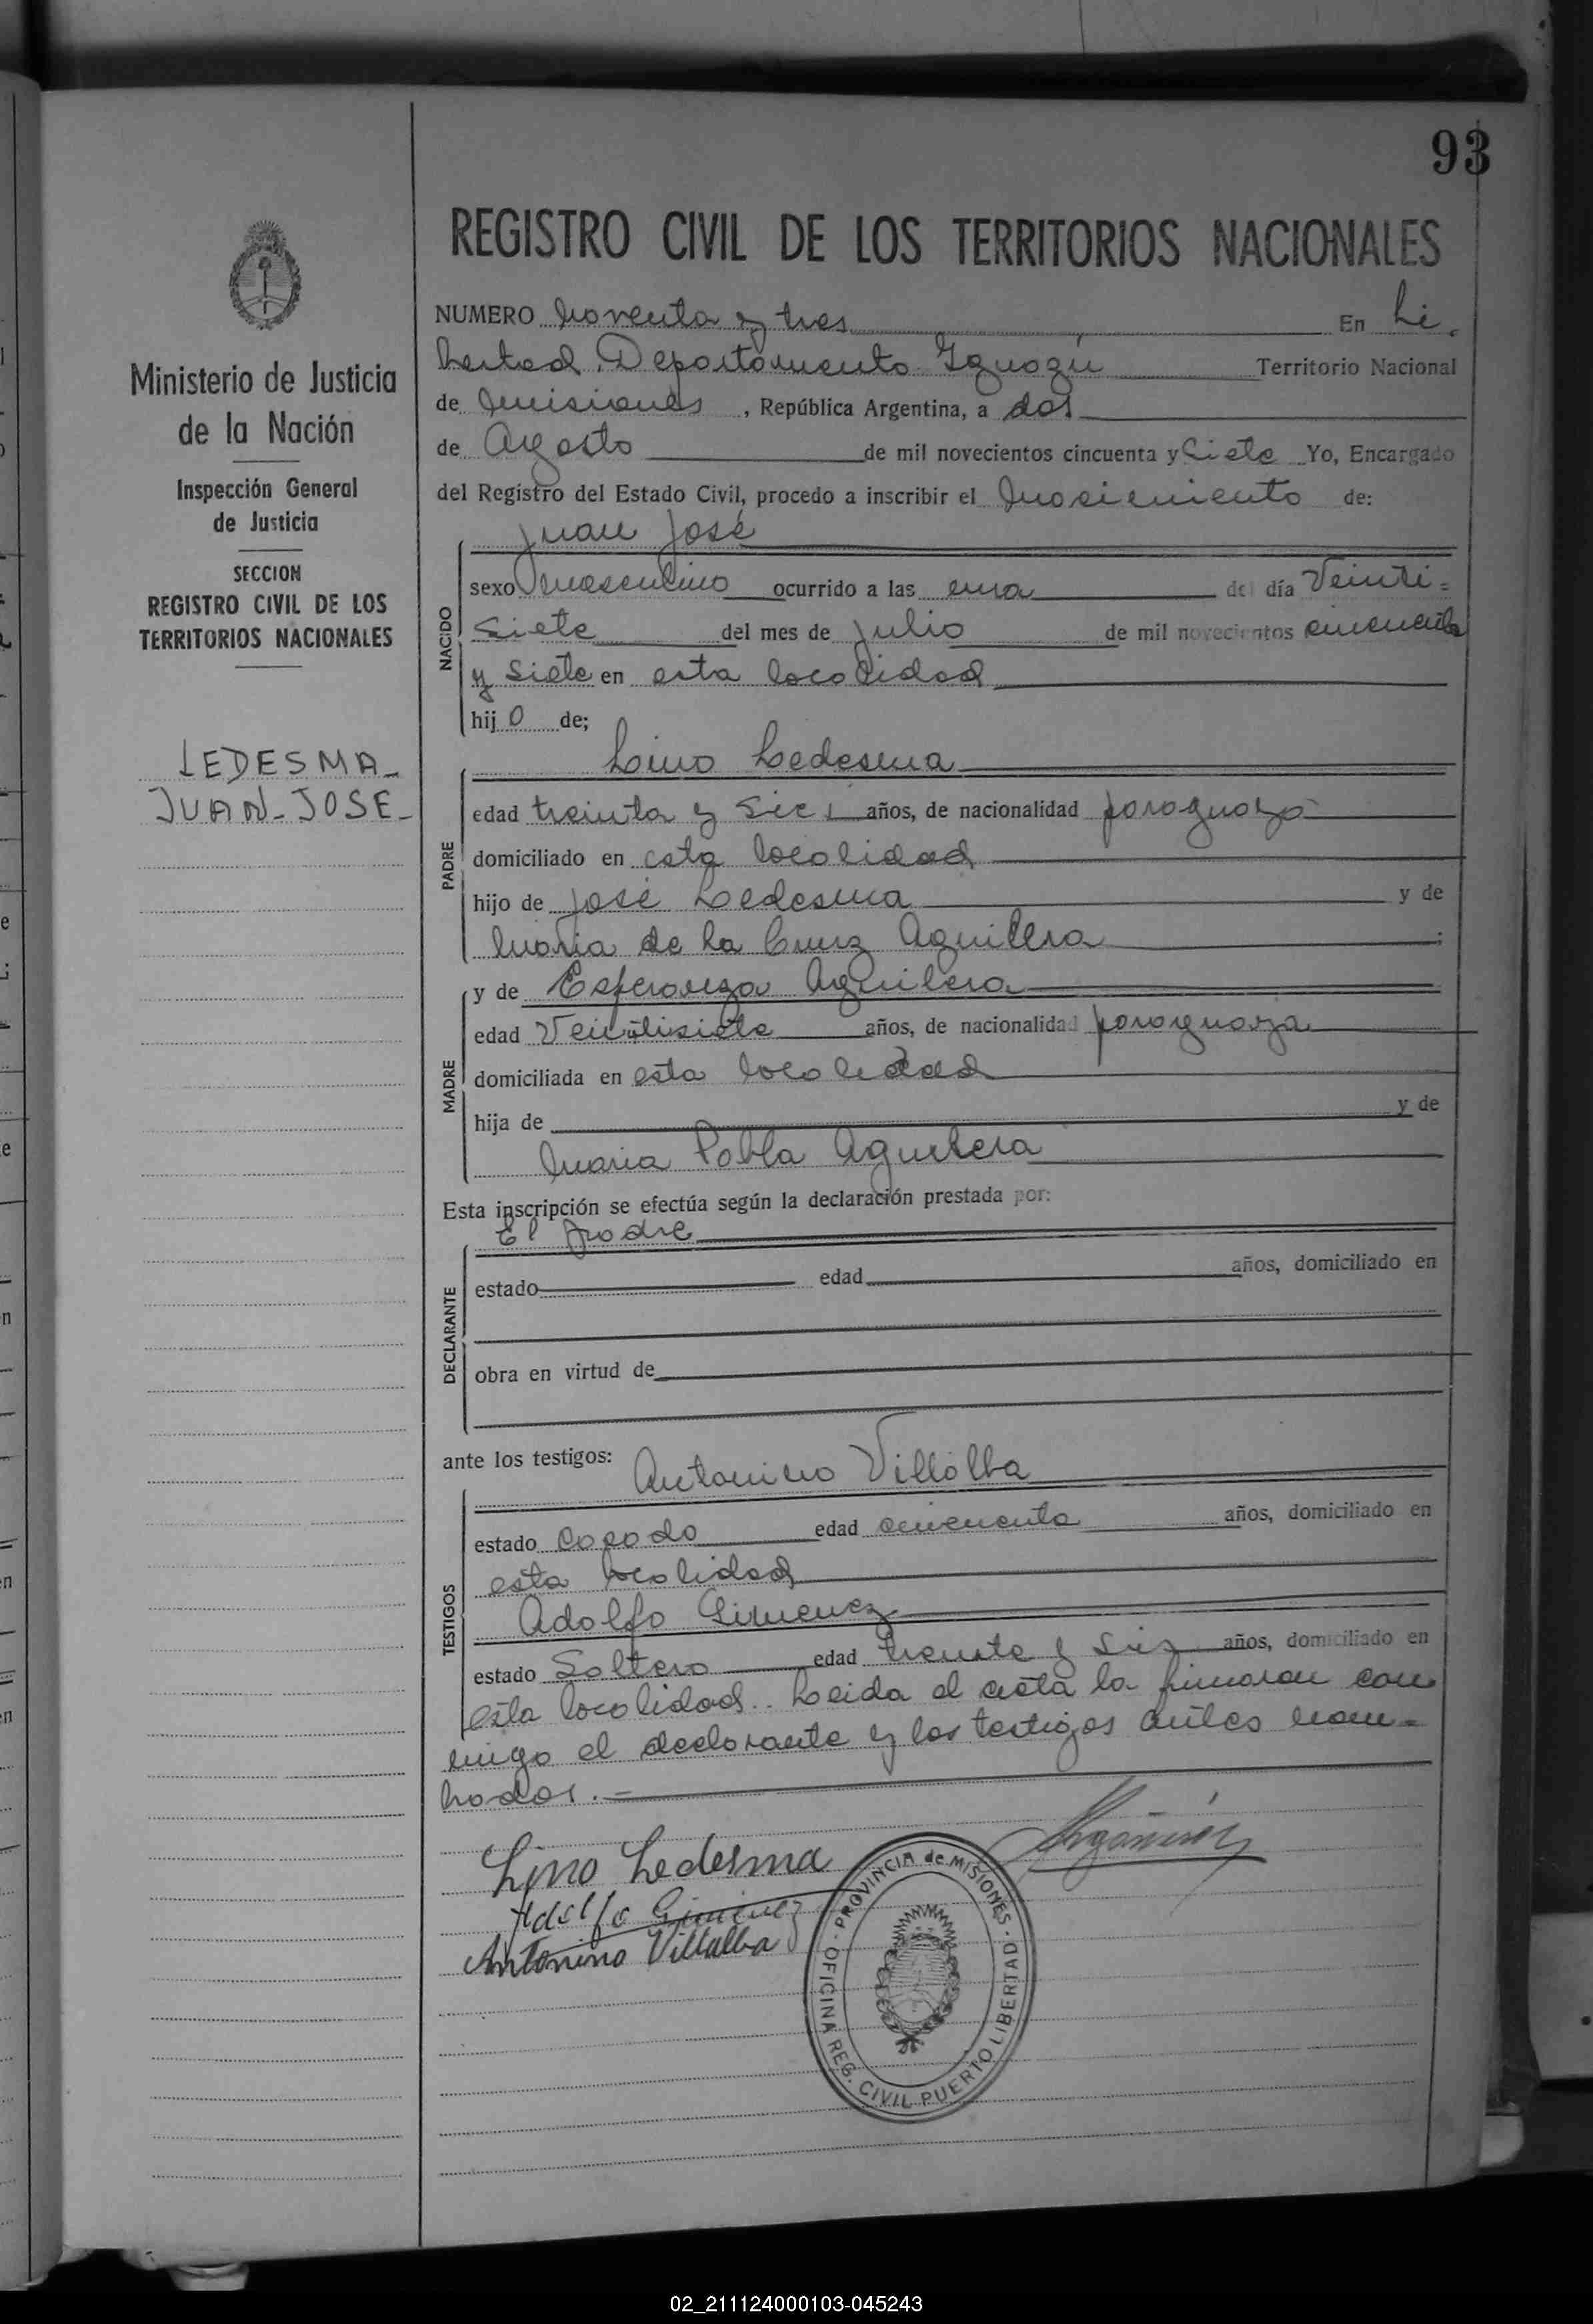 93
REGISTRO CIVIL DE LOS TERRITORIOS NACIONALES
Ministerio de Justicia
de la Nación
Inspección General
de Justicia
SECCION
REGISTRO CIVIL DE LOS
TERRITORIOS NACIONALES
LEDESMA
JUAN-JOSE-
NUMERO Noventa y tres En Li-
bertad, Departamento Iguazú Territorio Nacional
de Misiones, República Argentina, a dos
de Agosto de mil novecientos cincuenta y Siete Yo, Encargado
del Registro del Estado Civil, procedo a inscribir el Nacimiento de:
Juan José
NACIDO
sexo Masculino ocurrido a las una del día Veinti-
siete del mes de Julio de mil novecientos cincuenta
y siete en esta localidad
hijo de;
PADRE
Lino Ledesma
edad treinta y seis años, de nacionalidad paraguayo
domiciliado en esta localidad
hijo de José Ledesma y de
Maria de La Cruz Aguilera ;
MADRE
y de Esperanza Aguilera
edad Veintisiete años, de nacionalidad paraguaya
domiciliada en esta localidad
hija de y de
Maria Pabla Aguilera
Esta inscripción se efectúa según la declaración prestada por:
DECLARANTE
El padre
estado edad años, domiciliado en
obra en virtud de
ante los testigos:
TESTIGOS
Antonino Villalba
estado Casado edad cincuenta años, domiciliado en
esta localidad
Adolfo Gimenez
estado Soltero edad treinta y seis años, domiciliado en
esta localidad.. Leida el acta la firmaron con-
migo el declarante y los testigos antes nom-
brados.-
Lino Ledesma
Adolfo Gimenez
Antonino Villalba
PROVINCIA de MISIONES
OFICINA REG. CIVIL PUERTO LIBERTAD
02_211124000103-045243